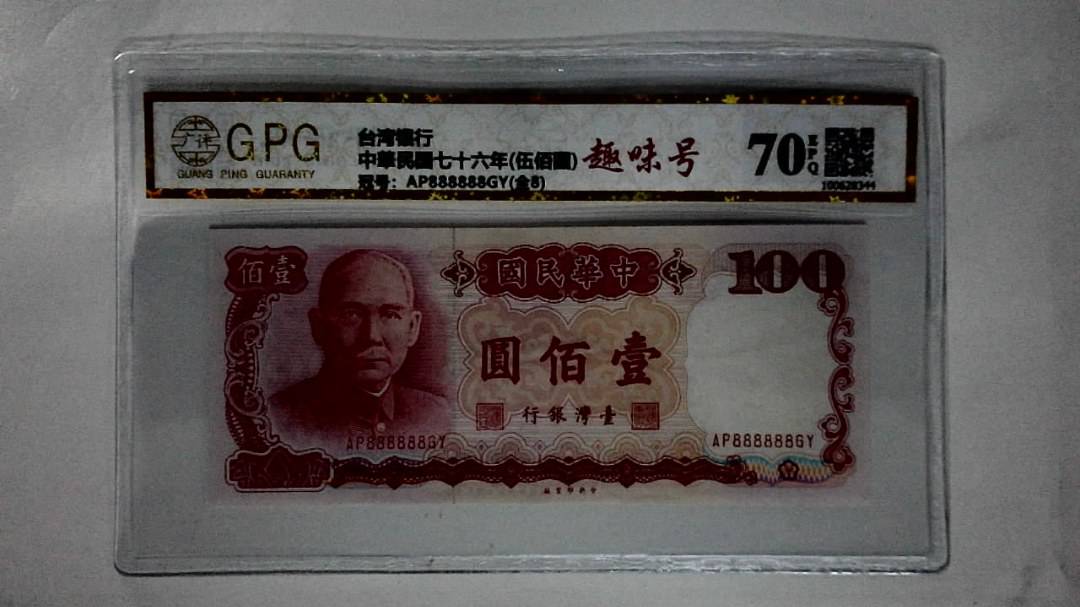 GPG
GUANG PING GUARANTY
台湾银行
中華民國七十六年(伍佰圓)
冠号：AP888888GY(全8)
趣味号
70
EPQ
100628344
佰壹
國民華中
100
圓佰壹
行銀灣臺
AP888888GY
AP888888GY